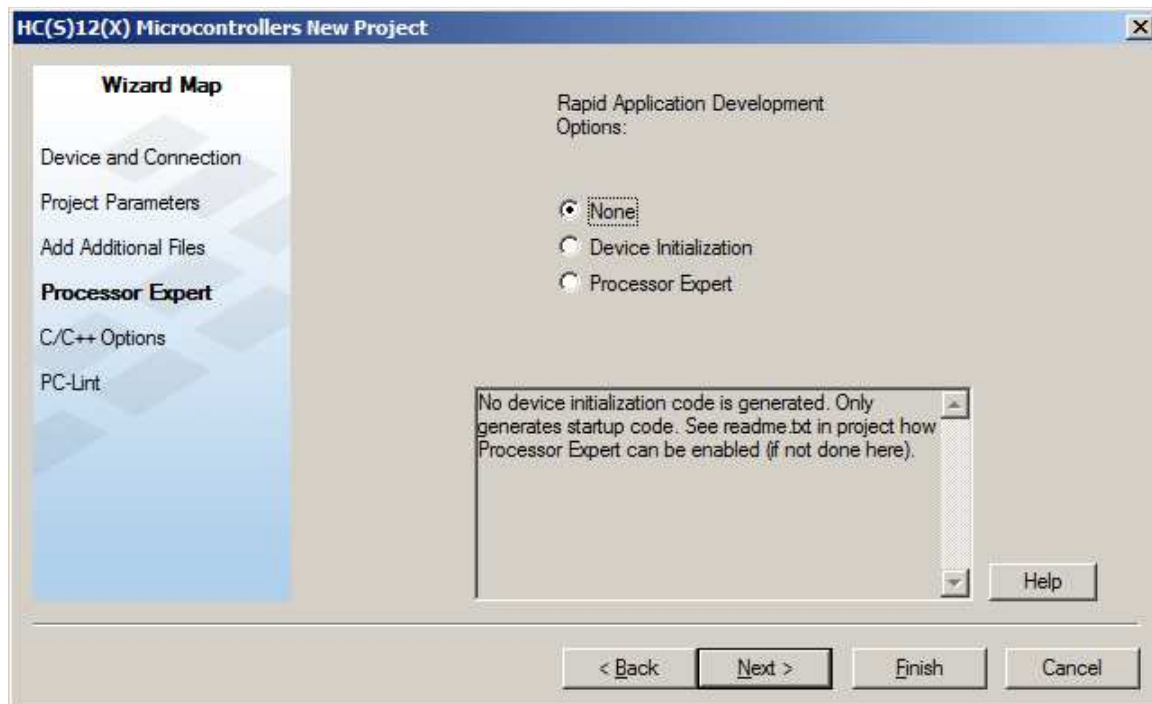 HC(S)12(X) Microcontrollers New Project
Wizard Map
Device and Connection
Project Parameters
Add Additional Files
Processor Expert
C/C++ Options
PC-Lint
Rapid Application Development
Options:
None
Device Initialization
Processor Expert
No device initialization code is generated. Only
generates startup code. See readme.txt in project how
Processor Expert can be enabled (if not done here).
Help
< Back
Next >
Finish
Cancel